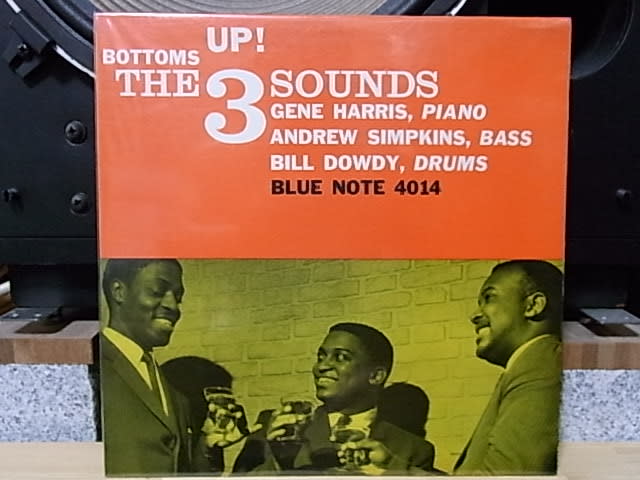 BOTTOMS UP!
THE 3 SOUNDS
GENE HARRIS, PIANO
ANDREW SIMPKINS, BASS
BILL DOWDY, DRUMS
BLUE NOTE 4014